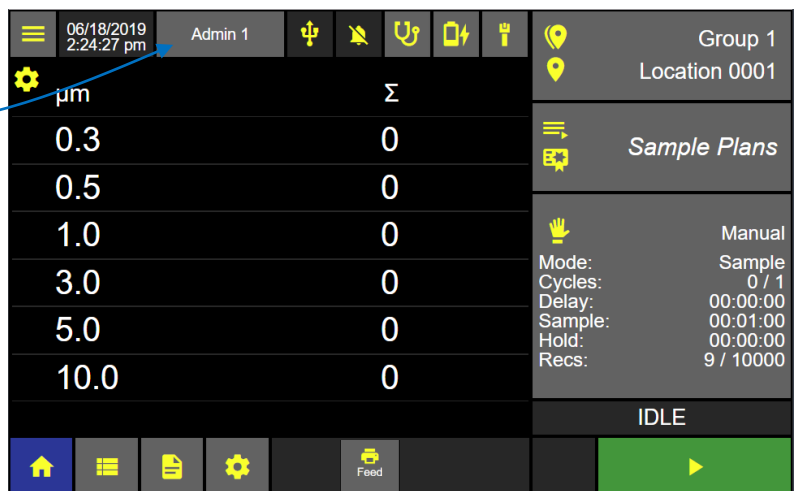 06/18/2019
2:24:27 pm
Admin 1
Group 1
Location 0001
µm Σ
0.3 0
0.5 0
1.0 0
3.0 0
5.0 0
10.0 0
Sample Plans
Manual
Mode: Sample
Cycles: 0 / 1
Delay: 00:00:00
Sample: 00:01:00
Hold: 00:00:00
Recs: 9 / 10000
IDLE
Feed